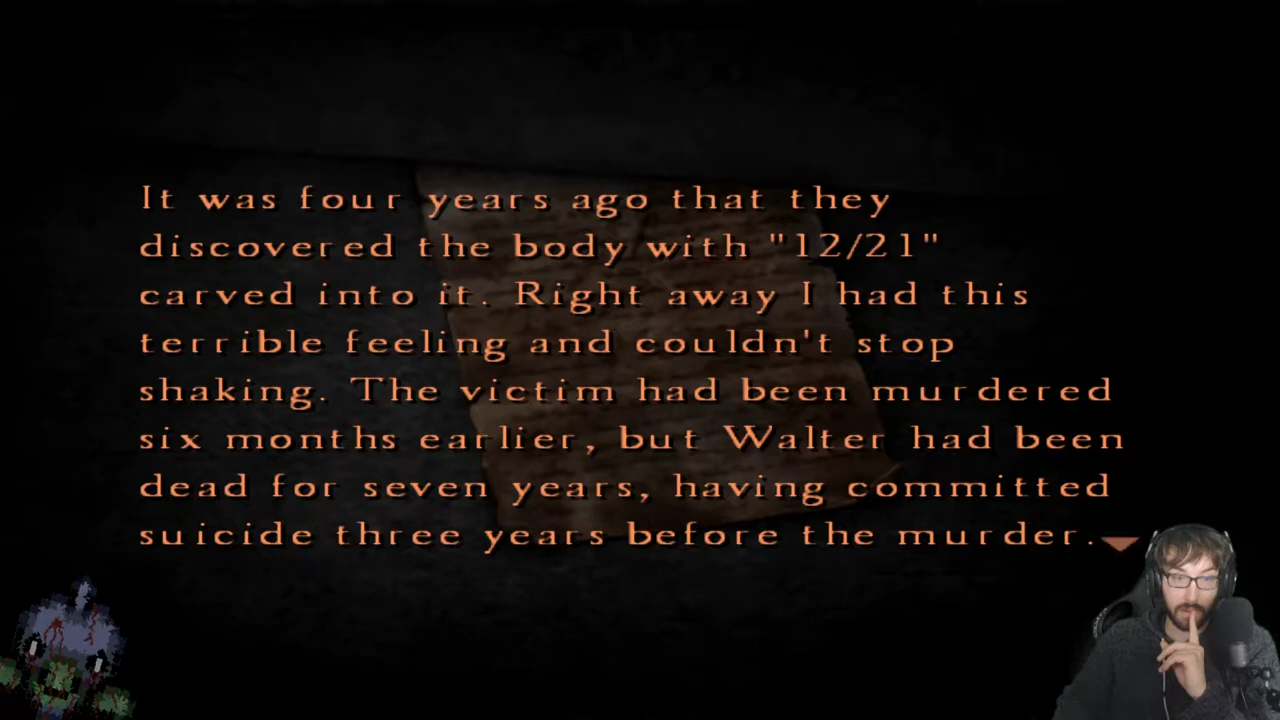 It was four years ago that they
discovered the body with "12/21"
carved into it. Right away I had this
terrible feeling and couldn't stop
shaking. The victim had been murdered
six months earlier, but Walter had been
dead for seven years, having committed
suicide three years before the murder.